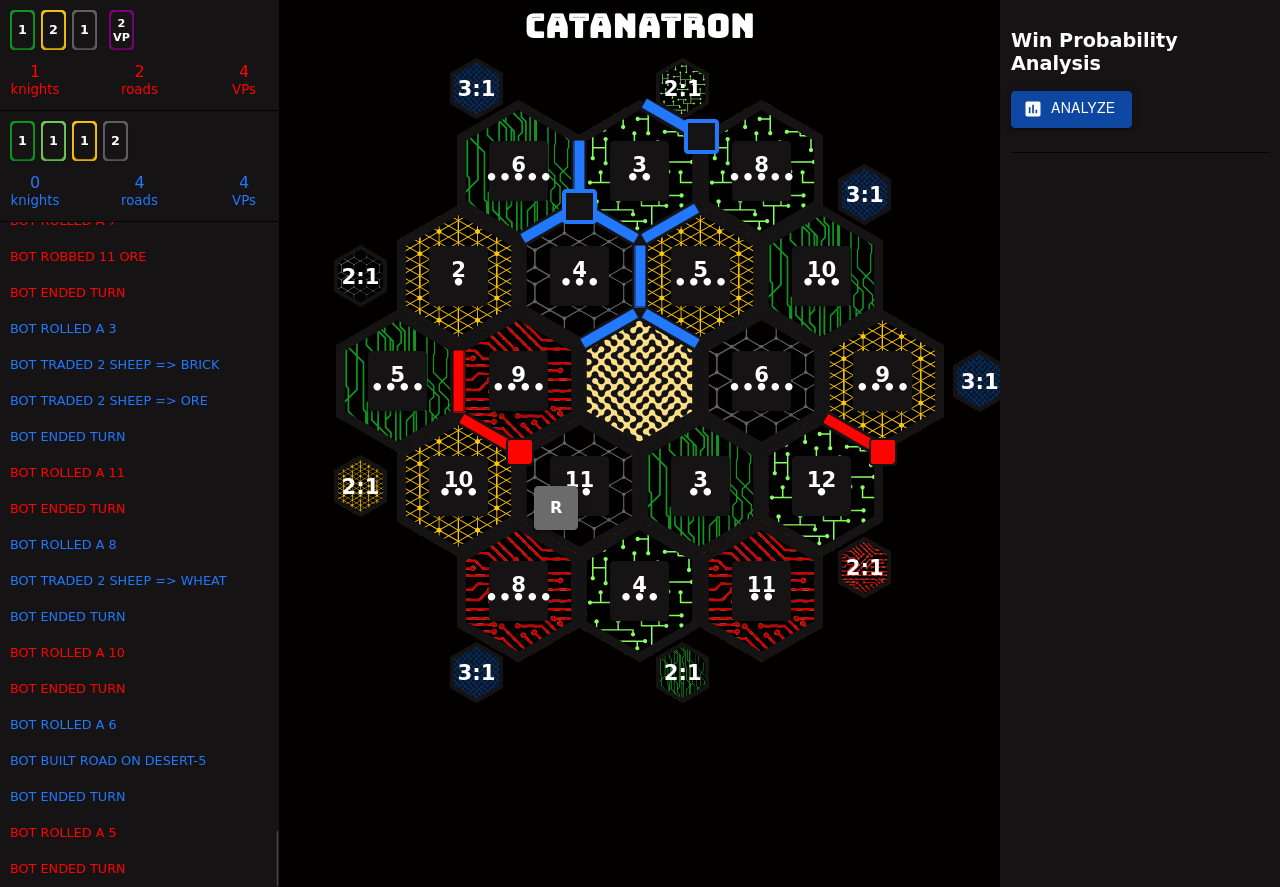 1 2 1 2 VP
1 2 4
knights roads VPs
1 1 1 2
0 4 4
knights roads VPs
BOT ROLLED A 7
BOT ROBBED 11 ORE
BOT ENDED TURN
BOT ROLLED A 3
BOT TRADED 2 SHEEP => BRICK
BOT TRADED 2 SHEEP => ORE
BOT ENDED TURN
BOT ROLLED A 11
BOT ENDED TURN
BOT ROLLED A 8
BOT TRADED 2 SHEEP => WHEAT
BOT ENDED TURN
BOT ROLLED A 10
BOT ENDED TURN
BOT ROLLED A 6
BOT BUILT ROAD ON DESERT-5
BOT ENDED TURN
BOT ROLLED A 5
BOT ENDED TURN
CATANATRON
3:1 2:1
6 3 8
3:1
2:1 2 4 5 10
5 9 6 9 3:1
2:1 10 11 3 12
R
2:1
8 4 11
3:1 2:1
Win Probability
Analysis
ANALYZE